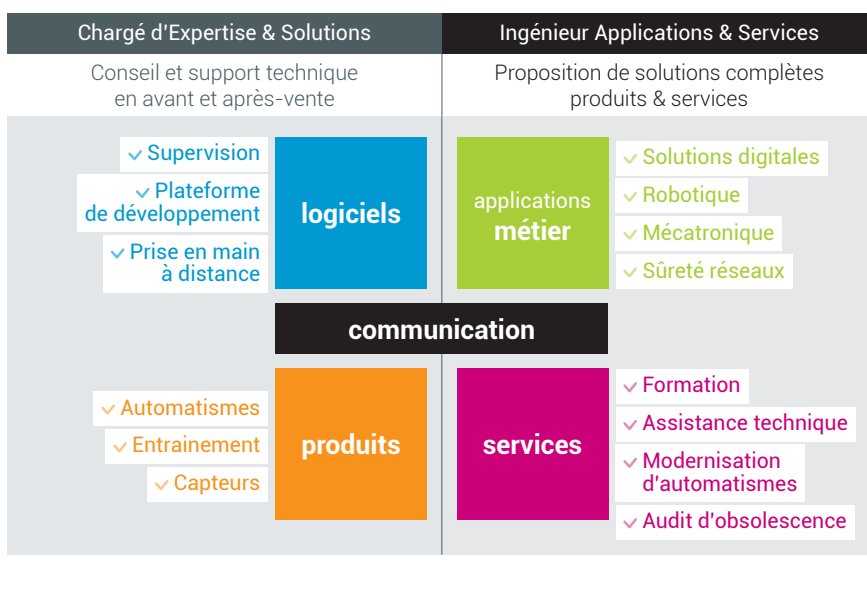 Chargé d'Expertise & Solutions
Ingénieur Applications & Services
Conseil et support technique
en avant et après-vente
Proposition de solutions complètes
produits & services
Supervision
Plateforme
de développement
Prise en main
à distance
logiciels
applications
métier
Solutions digitales
Robotique
Mécatronique
Sûreté réseaux
communication
Automatismes
Entrainement
Capteurs
produits
services
Formation
Assistance technique
Modernisation
d'automatismes
Audit d'obsolescence